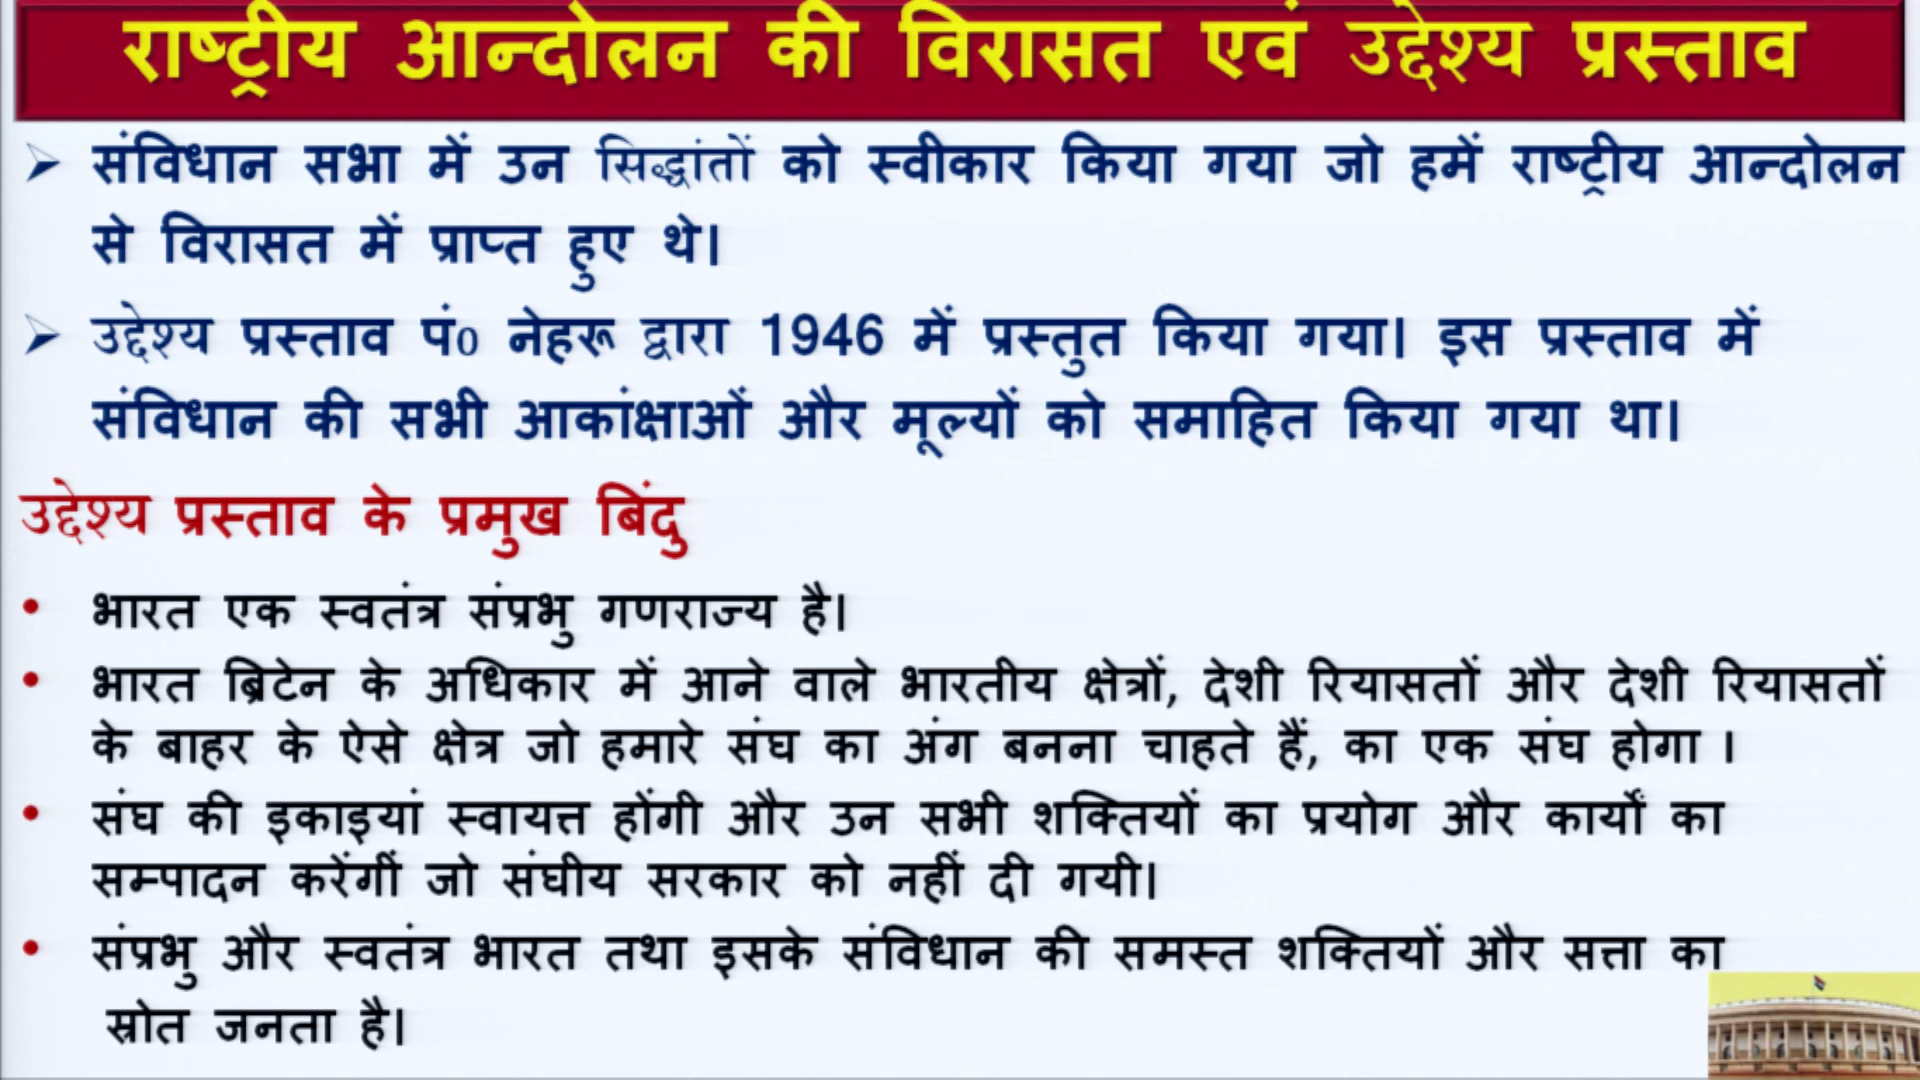 राष्ट्रीय आन्दोलन की विरासत एवं उद्देश्य प्रस्ताव
➢ संविधान सभा में उन सिद्धांतों को स्वीकार किया गया जो हमें राष्ट्रीय आन्दोलन
से विरासत में प्राप्त हुए थे।
➢ उद्देश्य प्रस्ताव पं0 नेहरू द्वारा 1946 में प्रस्तुत किया गया। इस प्रस्ताव में
संविधान की सभी आकांक्षाओं और मूल्यों को समाहित किया गया था।
उद्देश्य प्रस्ताव के प्रमुख बिंदु
• भारत एक स्वतंत्र संप्रभु गणराज्य है।
• भारत ब्रिटेन के अधिकार में आने वाले भारतीय क्षेत्रों, देशी रियासतों और देशी रियासतों
के बाहर के ऐसे क्षेत्र जो हमारे संघ का अंग बनना चाहते हैं, का एक संघ होगा ।
• संघ की इकाइयां स्वायत्त होंगी और उन सभी शक्तियों का प्रयोग और कार्यों का
सम्पादन करेंगीं जो संघीय सरकार को नहीं दी गयी।
• संप्रभु और स्वतंत्र भारत तथा इसके संविधान की समस्त शक्तियों और सत्ता का
स्रोत जनता है।